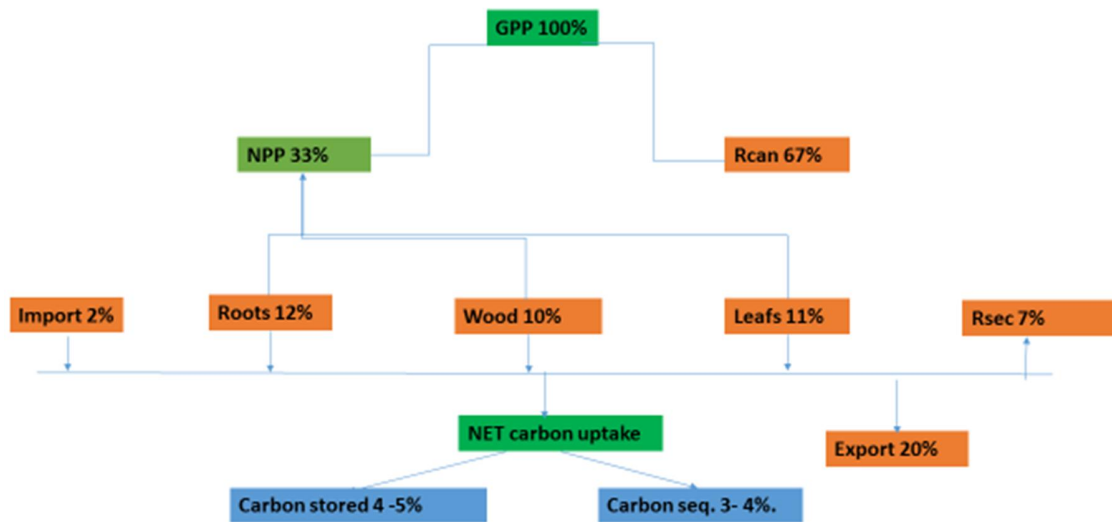 GPP 100%
NPP 33%
Rcan 67%
Import 2%
Roots 12%
Wood 10%
Leafs 11%
Rsec 7%
NET carbon uptake
Export 20%
Carbon stored 4 -5%
Carbon seq. 3- 4%.